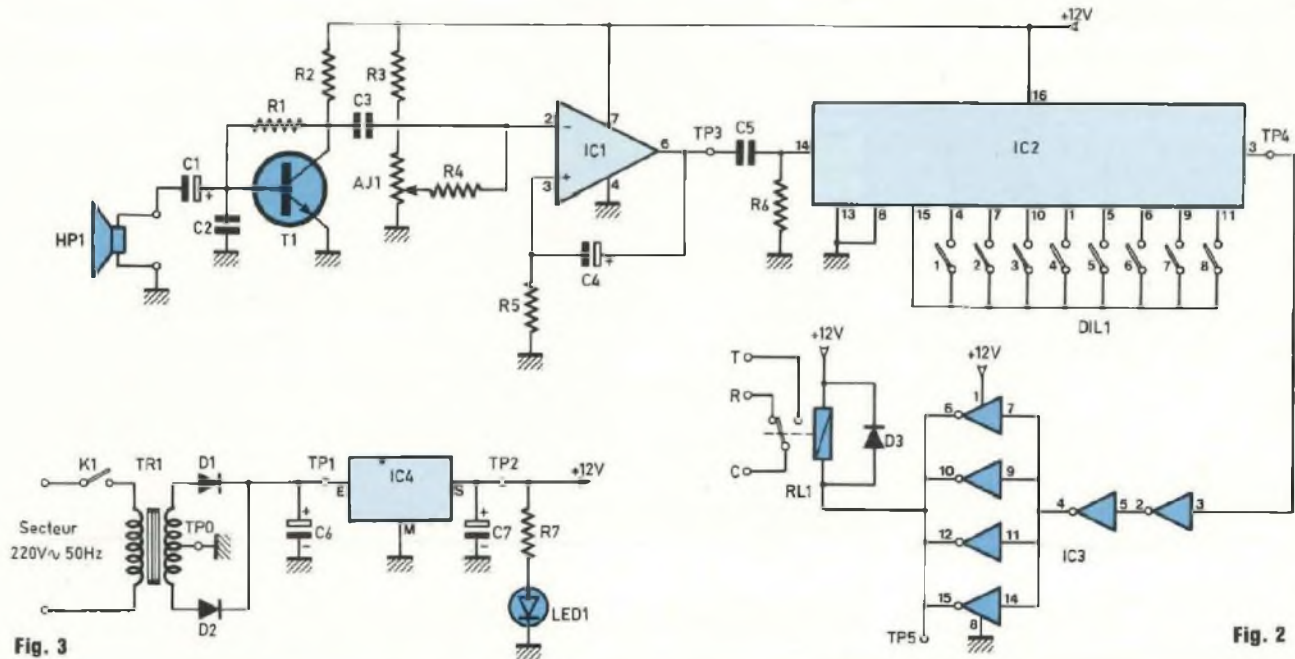 +12V
R2
R3
R1
C3
C1
+
AJ1
R4
HP1
C2
T1
2
-
7
IC1
6
3
+
4
TP3
C5
14
R6
C4
+
R5
16
IC2
3
TP4
13
8
15
4
7
10
1
5
6
9
11
1
2
3
4
5
6
7
8
DIL1
T
R
C
+12V
D3
RL1
+12V
1
6
7
10
9
12
11
15
14
8
TP5
4
5
2
3
IC3
Fig. 2
K1
TR1
D1
TP1
IC4
TP2
+12V
E
S
M
Secteur
220V~ 50Hz
TP0
+
C6
-
+
C7
-
R7
D2
LED1
Fig. 3